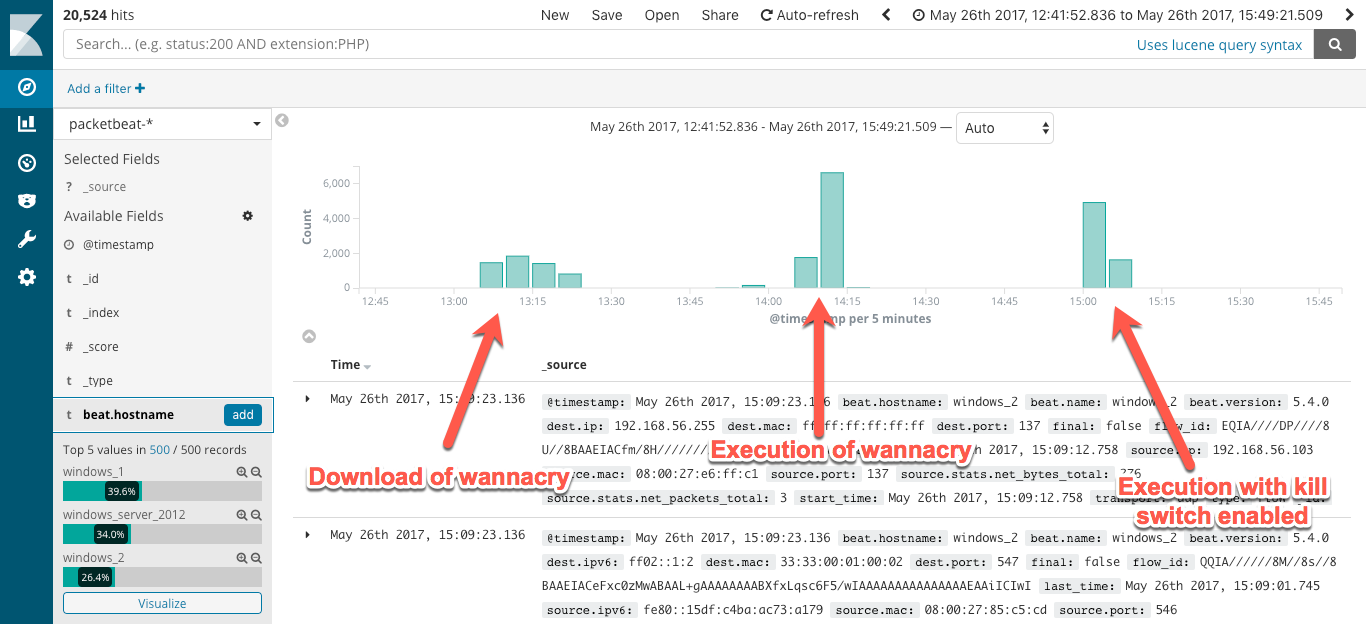 20,524 hits
New Save Open Share Auto-refresh May 26th 2017, 12:41:52.836 to May 26th 2017, 15:49:21.509
Search... (e.g. status:200 AND extension:PHP)
Uses lucene query syntax
Add a filter +
packetbeat-*
Selected Fields
? _source
Available Fields
@timestamp
t _id
t _index
# _score
t _type
t beat.hostname add
Top 5 values in 500 / 500 records
windows_1
39.6%
windows_server_2012
34.0%
windows_2
26.4%
Visualize
May 26th 2017, 12:41:52.836 - May 26th 2017, 15:49:21.509 — Auto
Count
6,000
4,000
2,000
0
12:45 13:00 13:15 13:30 13:45 14:00 14:15 14:30 14:45 15:00 15:15 15:30 15:45
per 5 minutes
Time _source
May 26th 2017, 15:09:23.136 @timestamp: May 26th 2017, 15:09:23.136 beat.hostname: windows_2 beat.name: windows_2 beat.version: 5.4.0
dest.ip: 192.168.56.255 dest.mac: ff:ff:ff:ff:ff:ff dest.port: 137 final: false flow_id: EQIA////DP////8
2017, 15:09:12.758 192.168.56.103
08:00:27:e6:ff:c1 source.port: 137 source.stats.net_bytes_total:
source.stats.net_packets_total: 3 start_time: May 26th 2017, 15:09:12.758
Download of wannacry
Execution of wannacry
Execution with kill
switch enabled
May 26th 2017, 15:09:23.136 @timestamp: May 26th 2017, 15:09:23.136 beat.hostname: windows_2 beat.name: windows_2 beat.version: 5.4.0
dest.ipv6: ff02::1:2 dest.mac: 33:33:00:01:00:02 dest.port: 547 final: false flow_id: QQIA//////8M//8s//8
BAAEIACeFxc0zMwABAAL+gAAAAAAAABXfxLqsc6F5/wIAAAAAAAAAAAAAAAEAAiICIWI last_time: May 26th 2017, 15:09:01.745
source.ipv6: fe80::15df:c4ba:ac73:a179 source.mac: 08:00:27:85:c5:cd source.port: 546